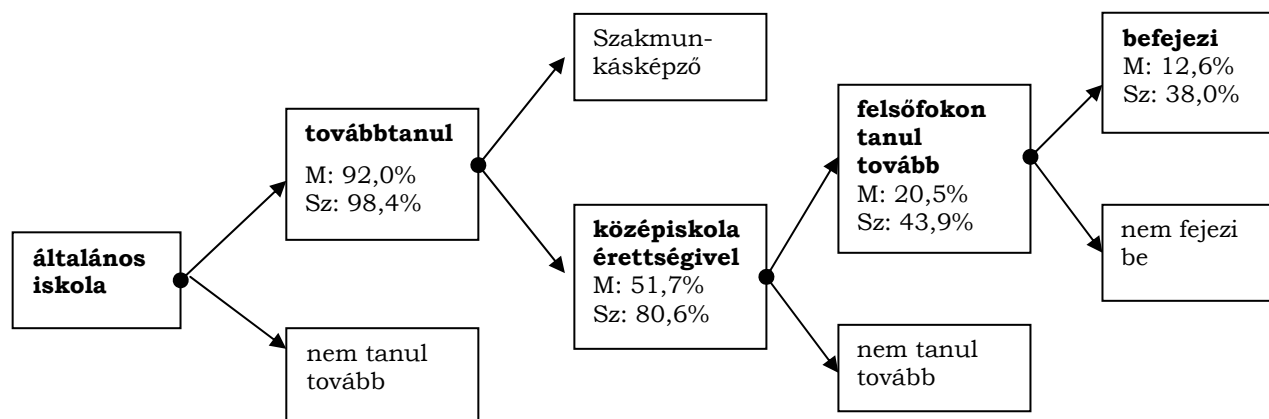 általános
iskola
továbbtanul
M: 92,0%
Sz: 98,4%
nem tanul
tovább
Szakmun-
kásképző
középiskola
érettségivel
M: 51,7%
Sz: 80,6%
felsőfokon
tanul
tovább
M: 20,5%
Sz: 43,9%
nem tanul
tovább
befejezi
M: 12,6%
Sz: 38,0%
nem fejezi
be